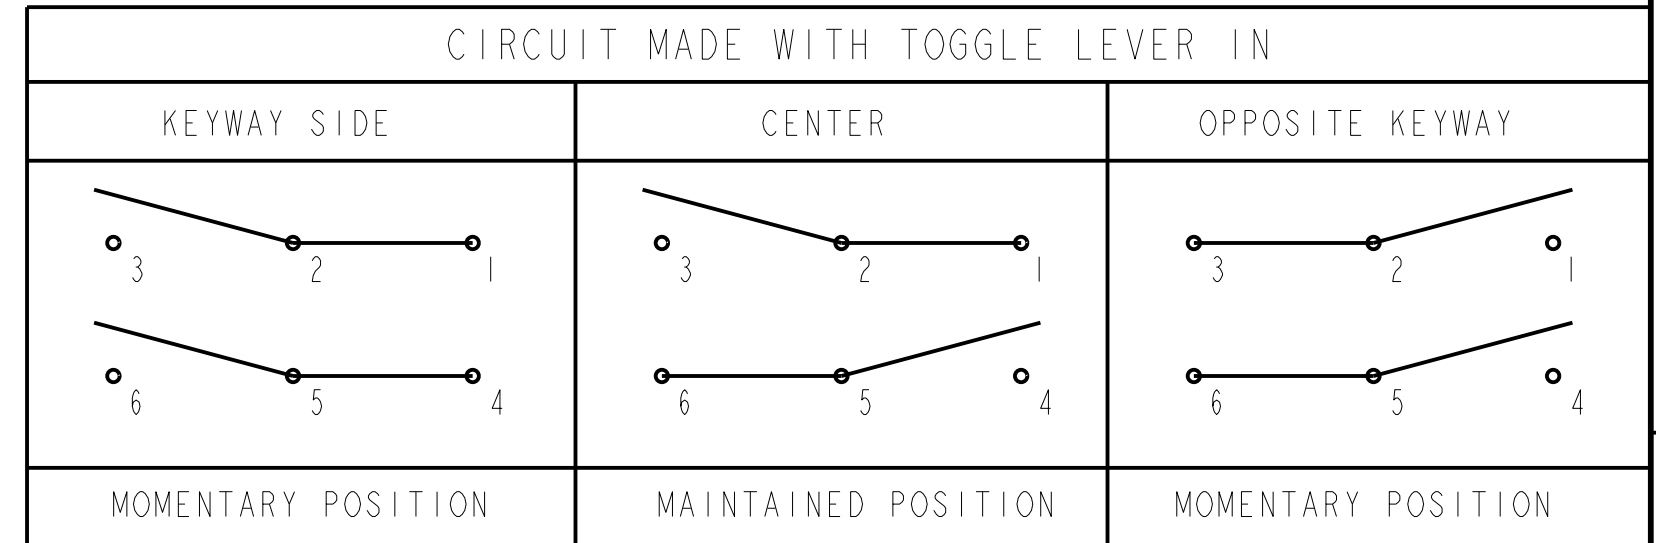 CIRCUIT MADE WITH TOGGLE LEVER IN
KEYWAY SIDE CENTER OPPOSITE KEYWAY
3 2 1 3 2 1 3 2 1
6 5 4 6 5 4 6 5 4
MOMENTARY POSITION MAINTAINED POSITION MOMENTARY POSITION